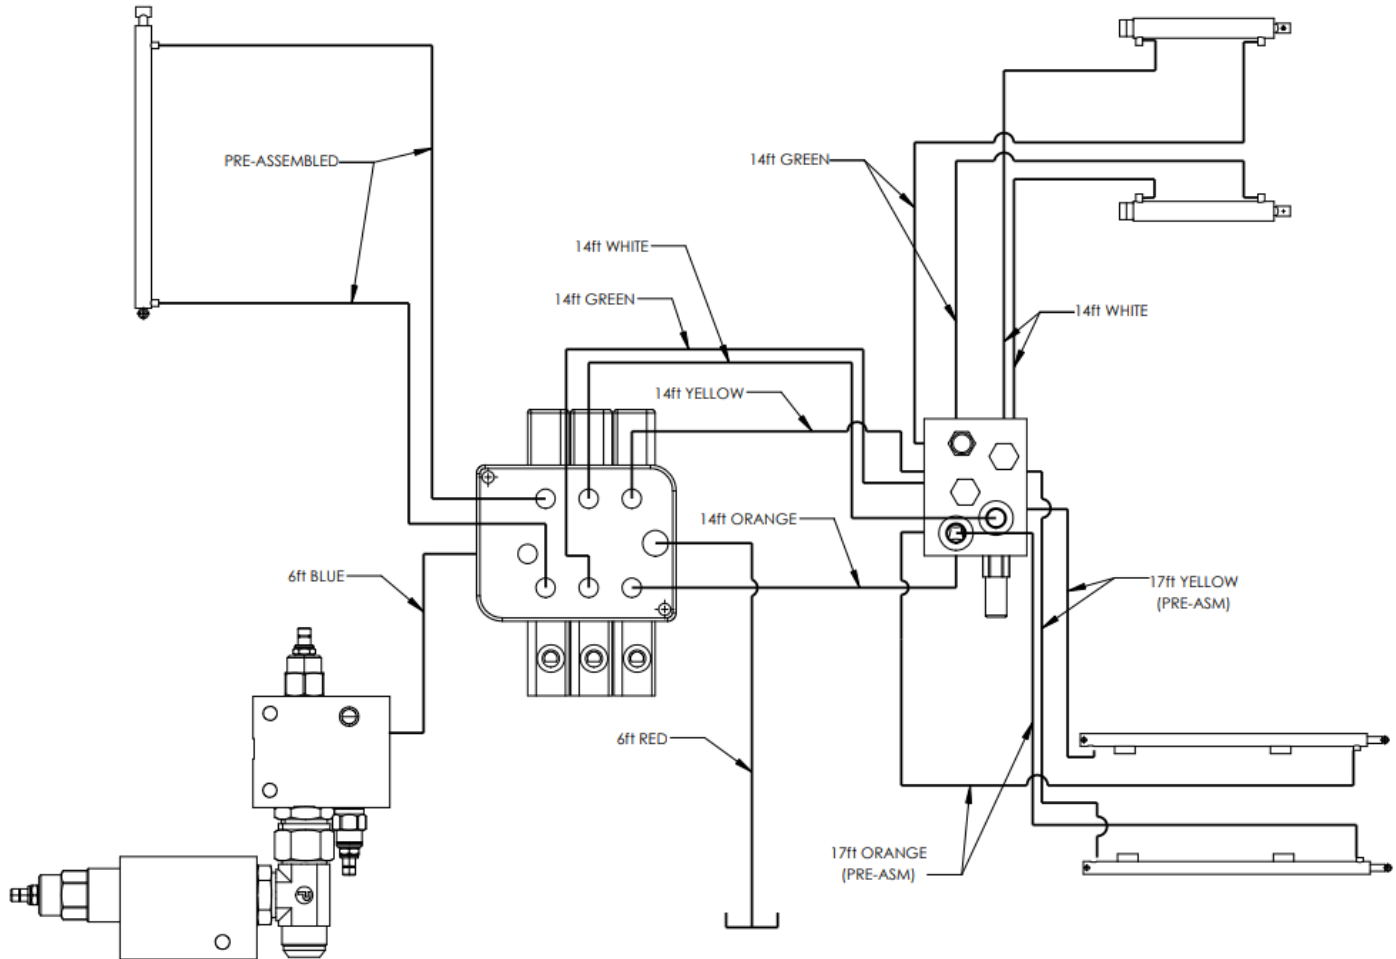 PRE-ASSEMBLED
14ft GREEN
14ft WHITE
14ft GREEN
14ft WHITE
14ft YELLOW
14ft ORANGE
6ft BLUE
17ft YELLOW
(PRE-ASM)
6ft RED
17ft ORANGE
(PRE-ASM)